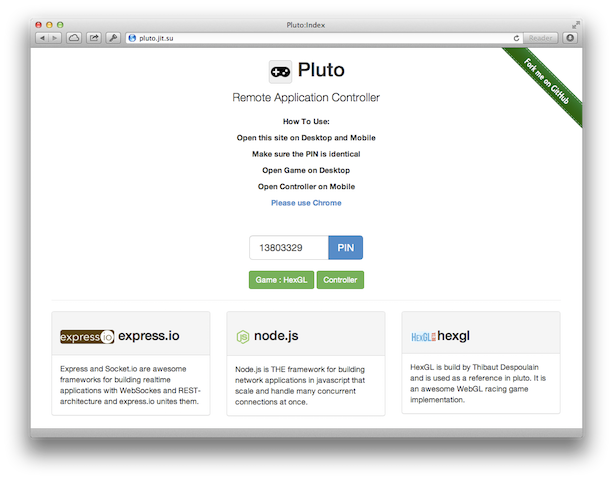 Pluto:Index
pluto.jit.su
Reader
Fork me on GitHub
Pluto
Remote Application Controller
How To Use:
Open this site on Desktop and Mobile
Make sure the PIN is identical
Open Game on Desktop
Open Controller on Mobile
Please use Chrome
13803329 PIN
Game : HexGL Controller
express io express.io
Express and Socket.io are awesome
frameworks for building realtime
applications with WebSockes and REST-
architecture and express.io unites them.
node.js
Node.js is THE framework for building
network applications in javascript that
scale and handle many concurrent
connections at once.
HexGL hexgl
HexGL is build by Thibaut Despoulain
and is used as a reference in pluto. It is
an awesome WebGL racing game
implementation.